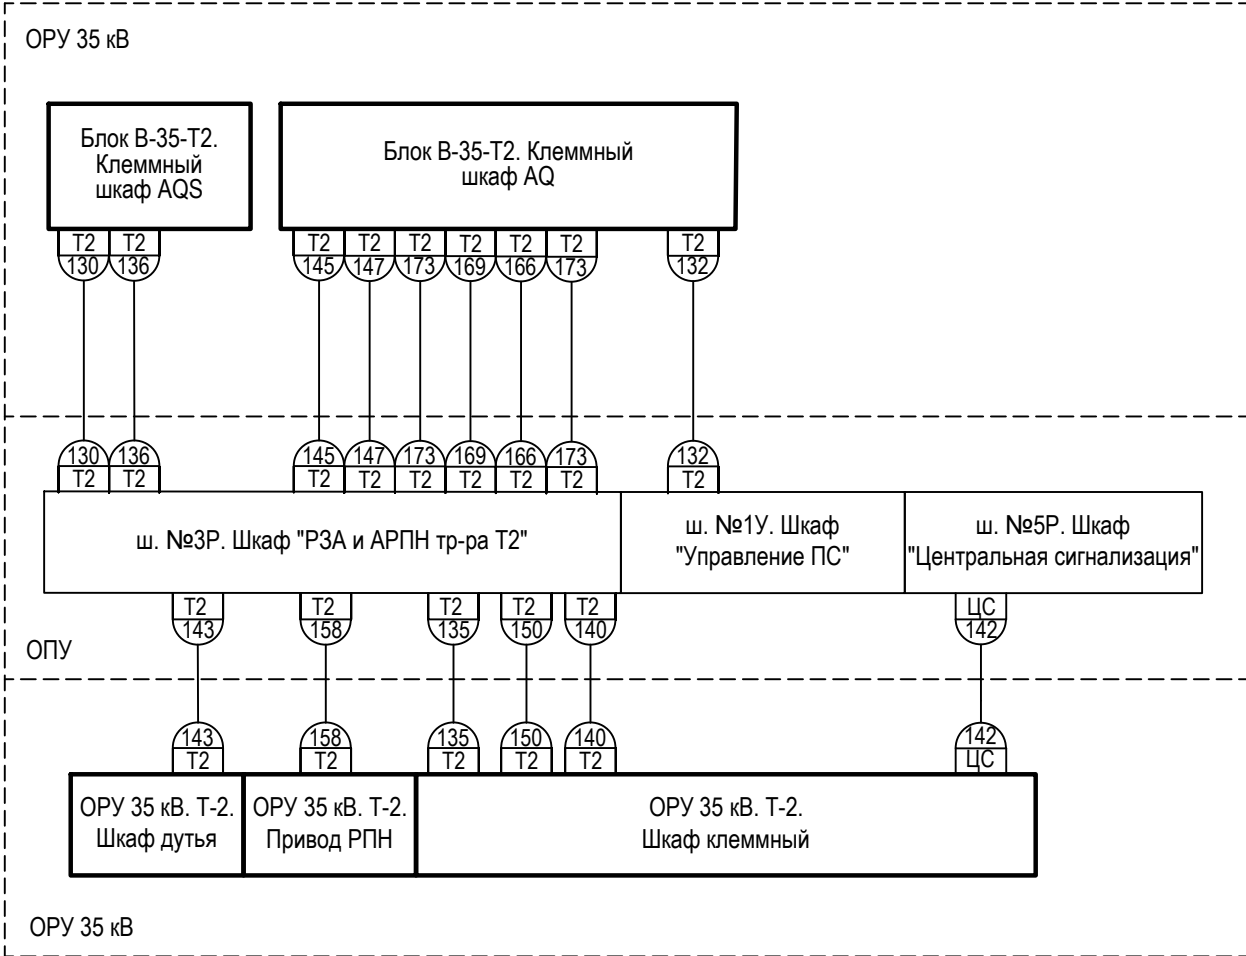 ОРУ 35 кВ
Блок В-35-Т2.
Клеммный
шкаф AQS
Блок В-35-Т2. Клеммный
шкаф AQ
Т2 Т2 Т2 Т2 Т2 Т2 Т2 Т2 Т2
130 136 145 147 173 169 166 173 132
130 136 145 147 173 169 166 173 132
Т2 Т2 Т2 Т2 Т2 Т2 Т2 Т2 Т2
ш. №3Р. Шкаф "РЗА и АРПН тр-ра Т2"
ш. №1У. Шкаф
"Управление ПС"
ш. №5Р. Шкаф
"Центральная сигнализация"
Т2 Т2 Т2 Т2 Т2 ЦС
143 158 135 150 140 142
ОПУ
143 158 135 150 140 142
Т2 Т2 Т2 Т2 Т2 ЦС
ОРУ 35 кВ. Т-2.
Шкаф дутья
ОРУ 35 кВ. Т-2.
Привод РПН
ОРУ 35 кВ. Т-2.
Шкаф клеммный
ОРУ 35 кВ